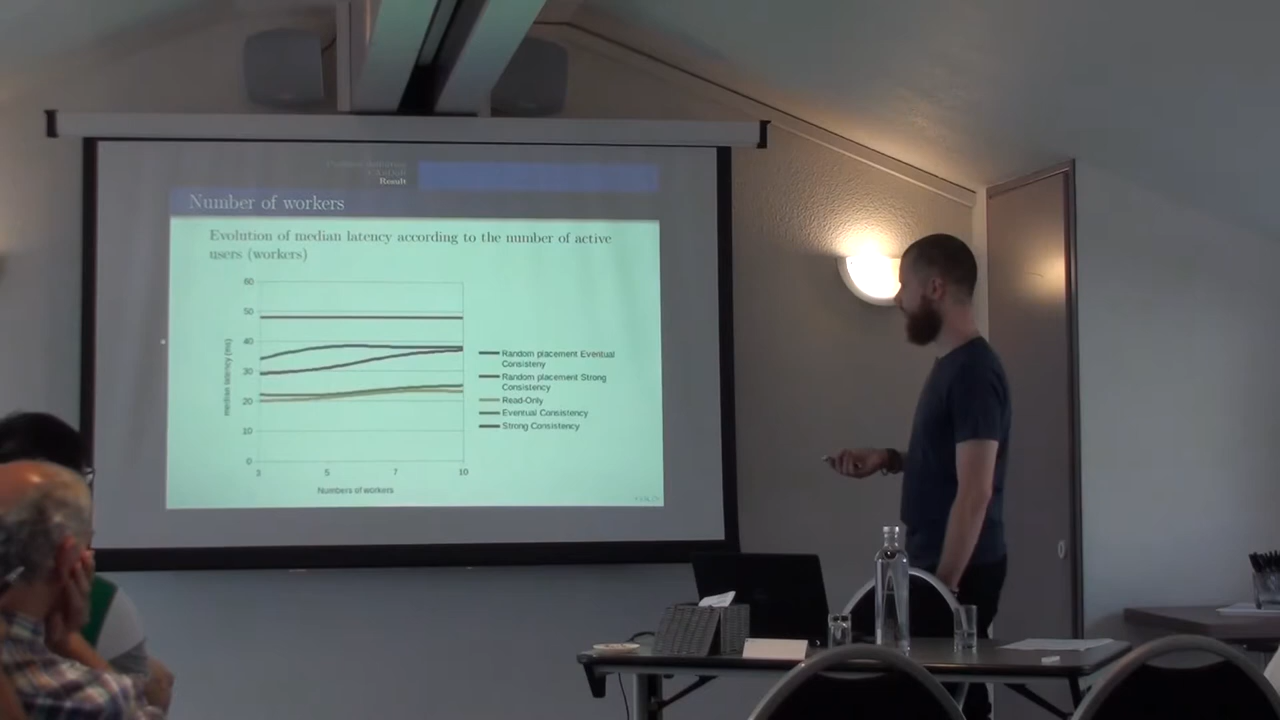 Result
Number of workers
Evolution of median latency according to the number of active
users (workers)
60
50
40
30
20
10
0
median latency (ms)
3
5
7
10
Numbers of workers
Random placement Eventual
Consisteny
Random placement Strong
Consistency
Read-Only
Eventual Consistency
Strong Consistency